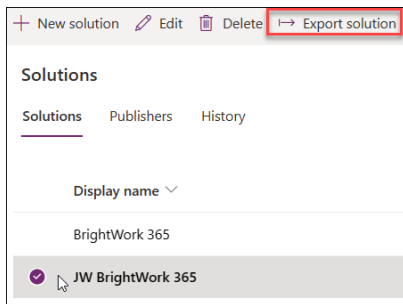 New solution Edit Delete Export solution
Solutions
Solutions Publishers History
Display name
BrightWork 365
JW BrightWork 365